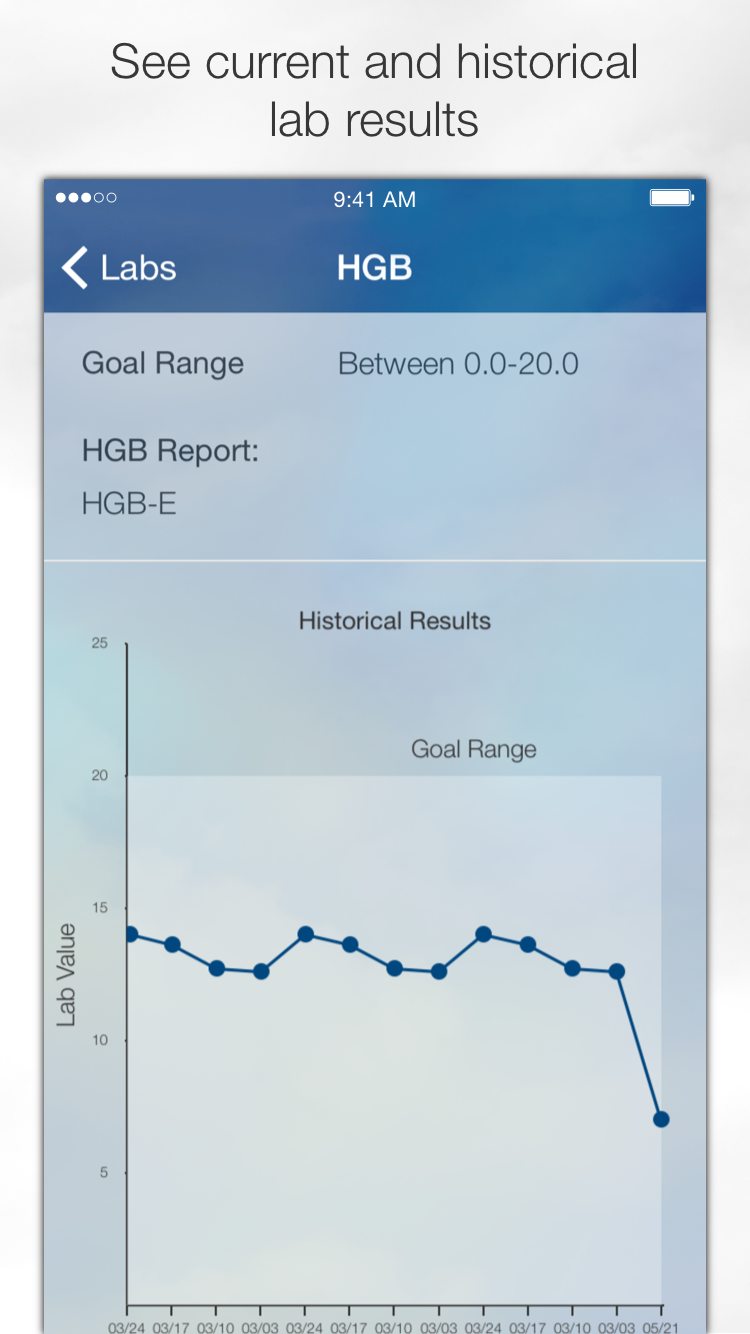 See current and historical
lab results
9:41 AM
Labs
HGB
Goal Range
Between 0.0-20.0
HGB Report:
HGB-E
Historical Results
25
Goal Range
20
15
Lab Value
10
5
03/24 03/17 03/10 03/03 03/24 03/17 03/10 03/03 03/24 03/17 03/10 03/03 05/21